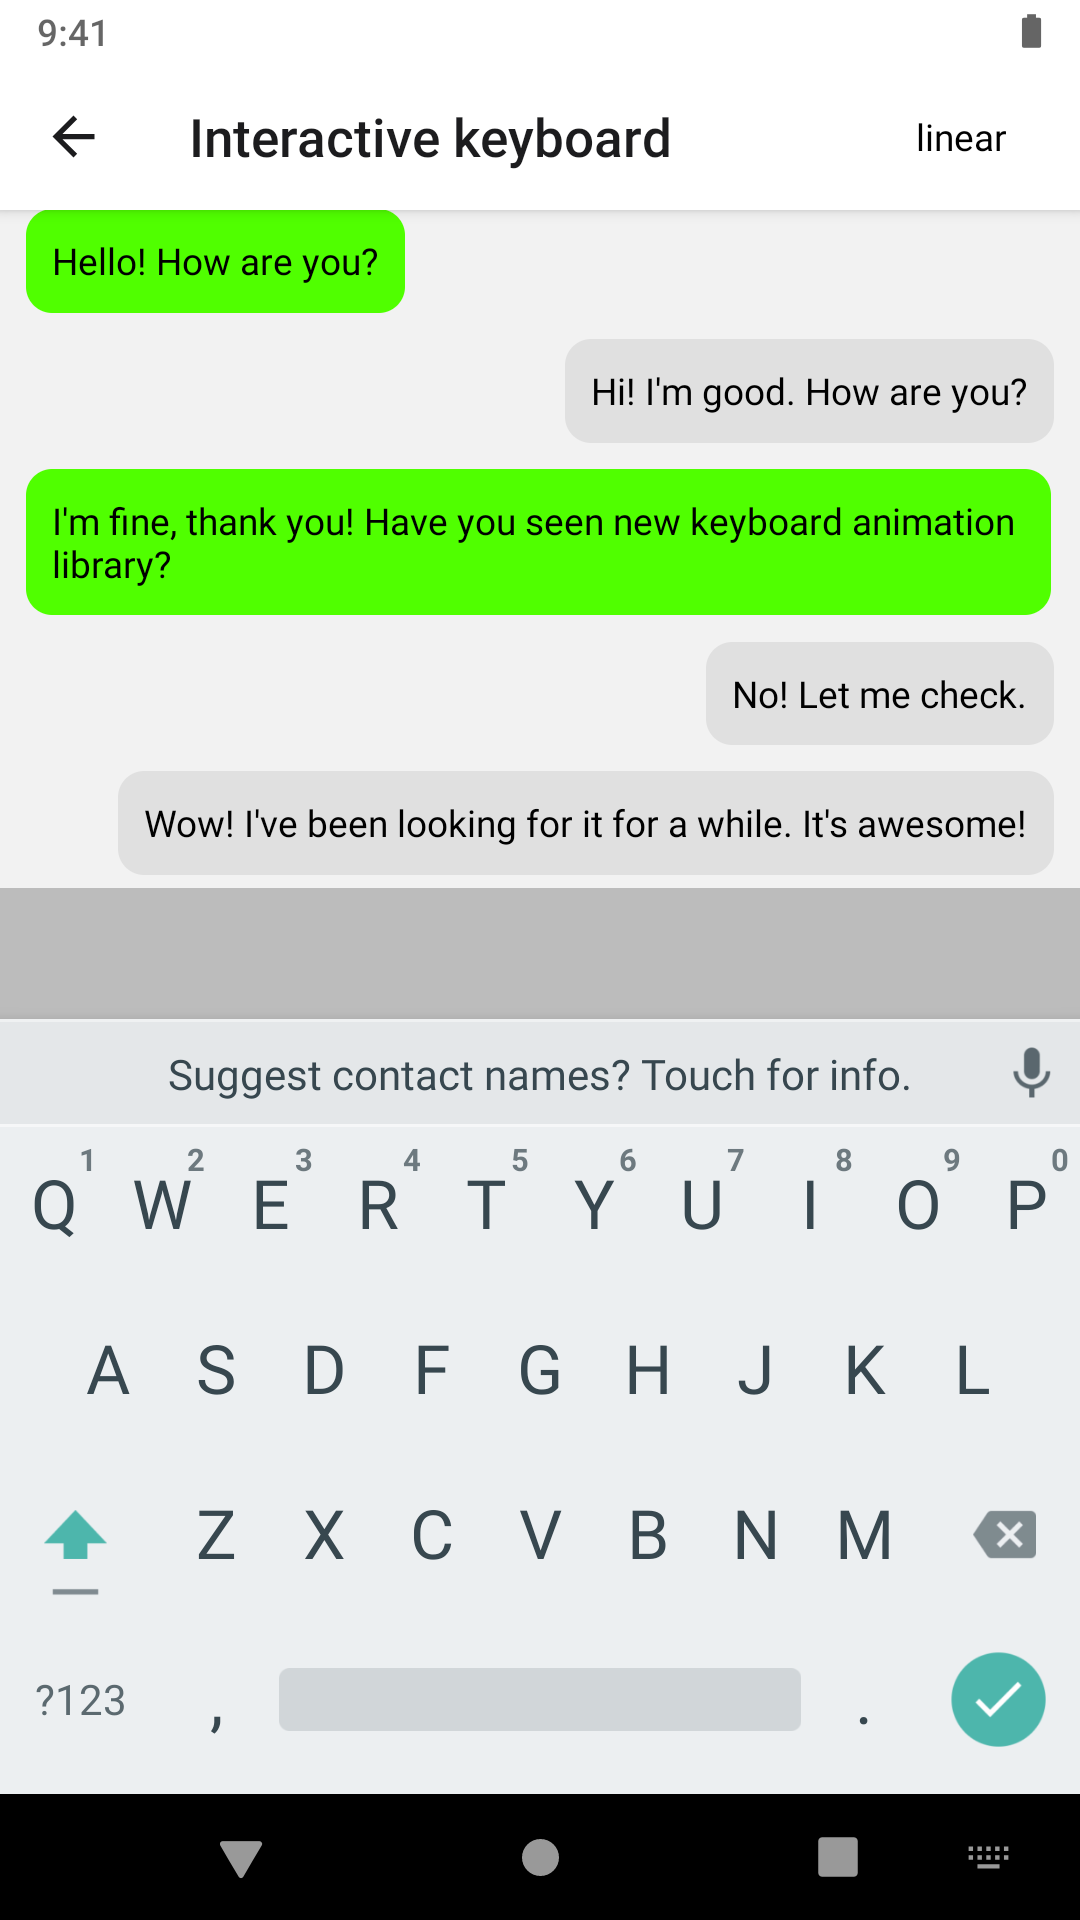 9:41
Interactive keyboard
linear
Hello! How are you?
Hi! I'm good. How are you?
I'm fine, thank you! Have you seen new keyboard animation
library?
No! Let me check.
Wow! I've been looking for it for a while. It's awesome!
Suggest contact names? Touch for info.
1 2 3 4 5 6 7 8 9 0
Q W E R T Y U I O P
A S D F G H J K L
Z X C V B N M
?123 , .